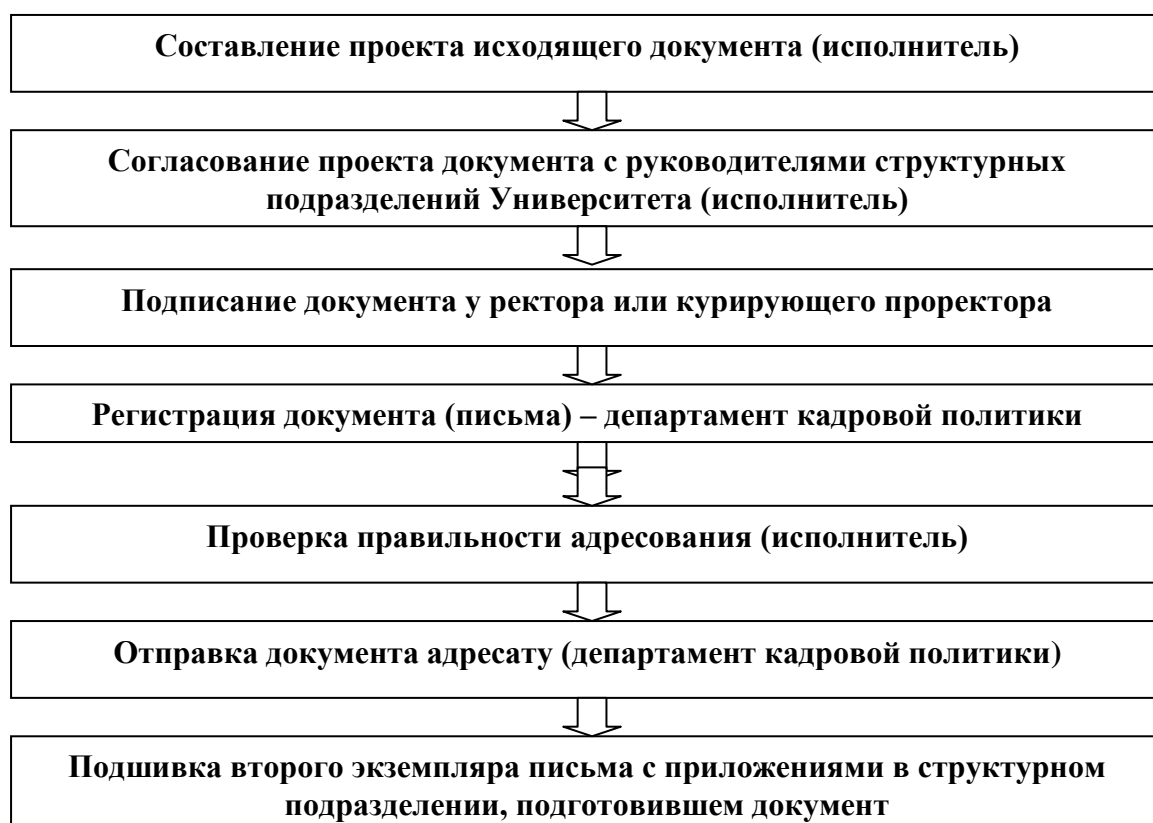 Составление проекта исходящего документа (исполнитель)
Согласование проекта документа с руководителями структурных
подразделений Университета (исполнитель)
Подписание документа у ректора или курирующего проректора
Регистрация документа (письма) – департамент кадровой политики
Проверка правильности адресования (исполнитель)
Отправка документа адресату (департамент кадровой политики)
Подшивка второго экземпляра письма с приложениями в структурном
подразделении, подготовившем документ